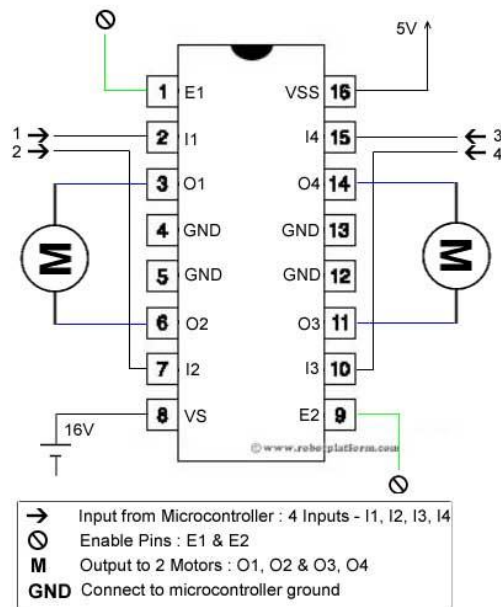 5V
1 E1 VSS 16
1 2 I1 I4 15 3
2 4
3 O1 O4 14
4 GND GND 13
M M
5 GND GND 12
6 O2 O3 11
7 I2 I3 10
16V 8 VS E2 9
© www.robotplatform.com
Input from Microcontroller : 4 Inputs - I1, I2, I3, I4
Enable Pins : E1 & E2
M Output to 2 Motors : O1, O2 & O3, O4
GND Connect to microcontroller ground